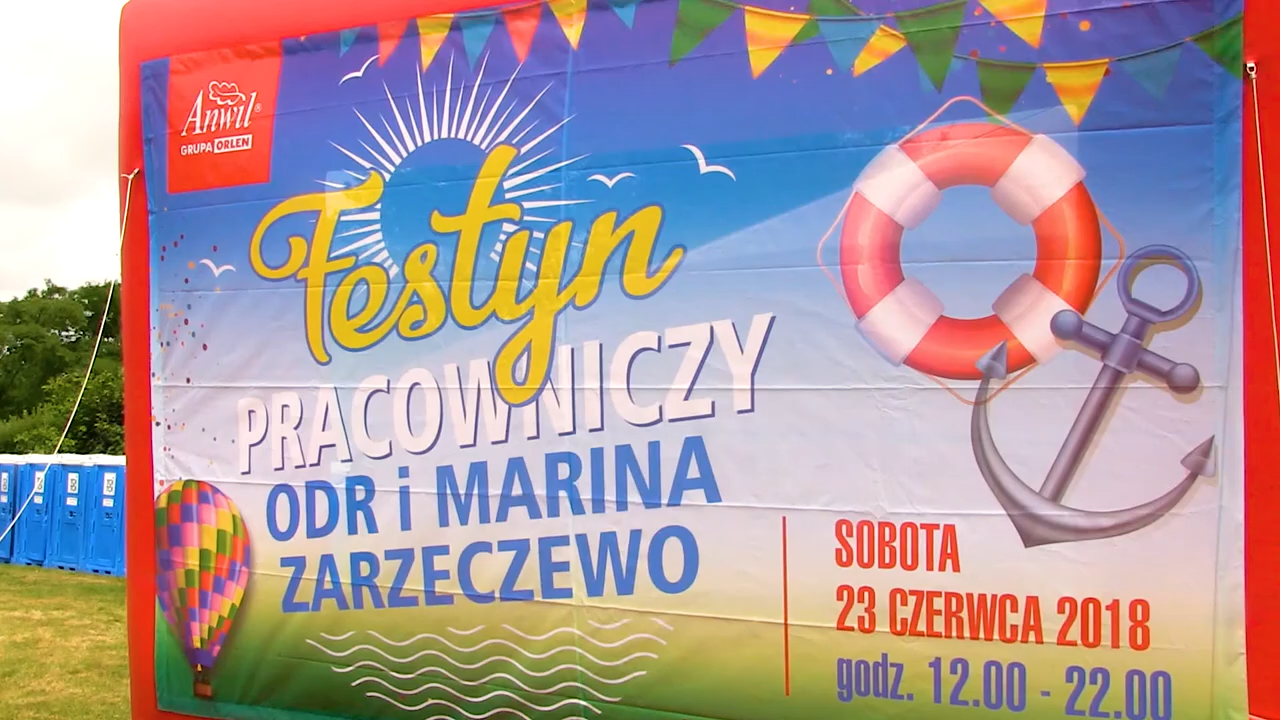 Anwil®
GRUPA ORLEN
Festyn
PRACOWNICZY
ODR i MARINA
ZARZECZEWO
SOBOTA
23 CZERWCA 2018
godz. 12.00 - 22.00